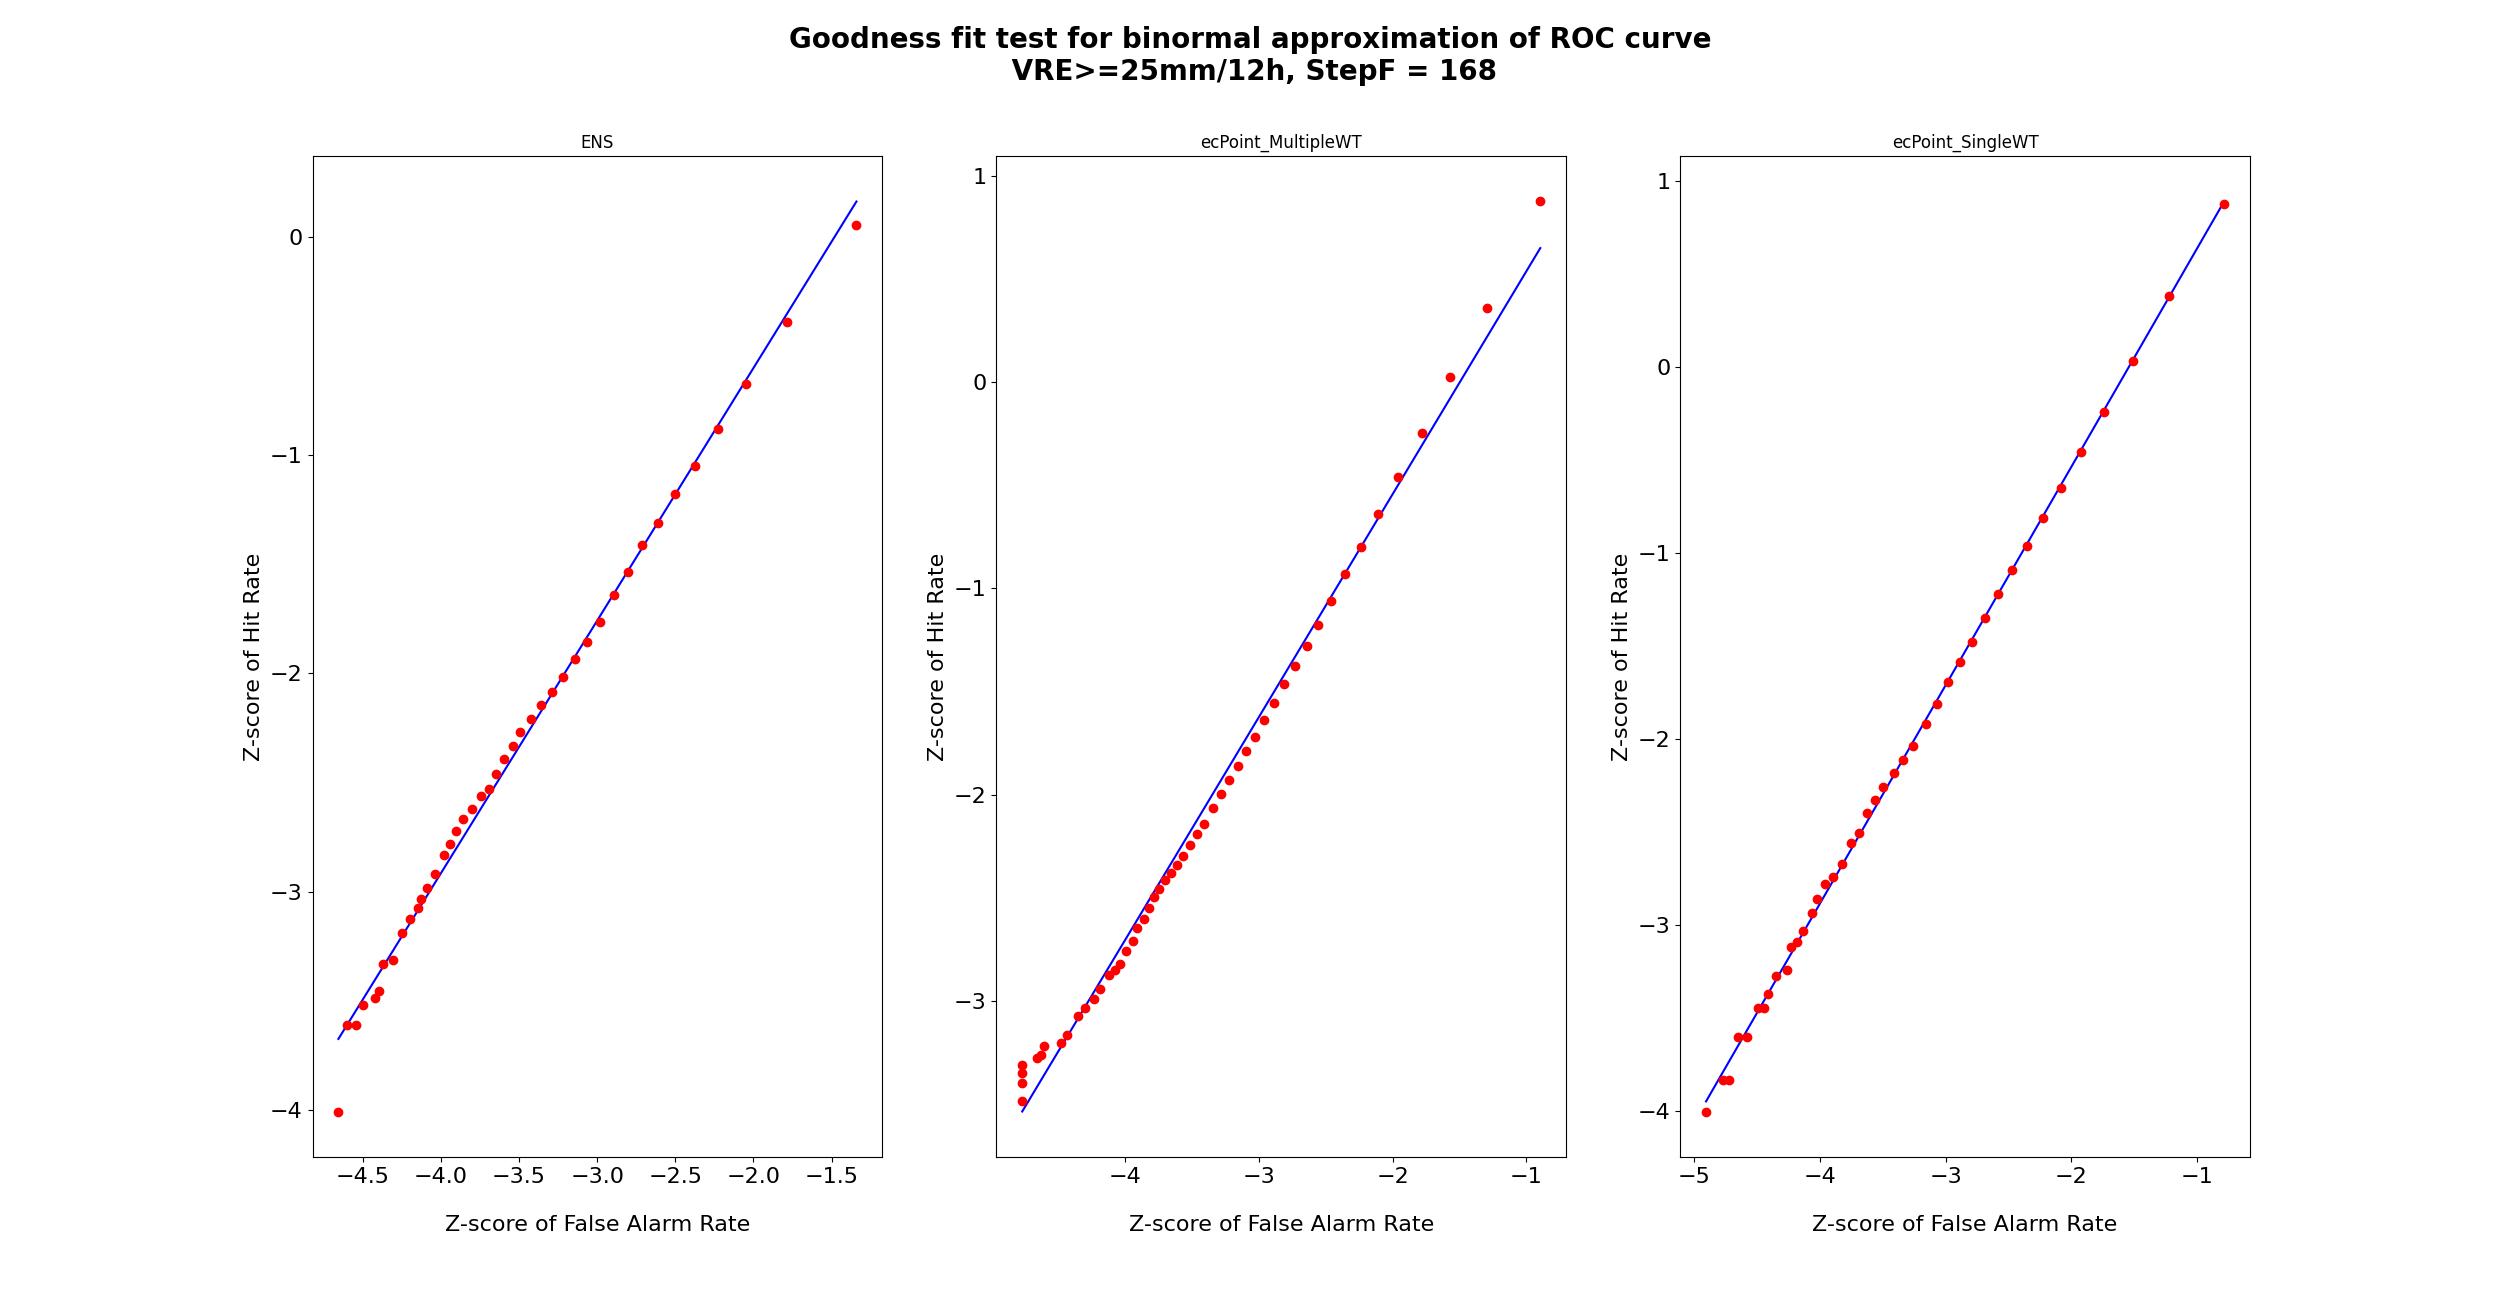 Goodness fit test for binormal approximation of ROC curve
VRE>=25mm/12h, StepF = 168
ENS
0
−1
−2
−3
−4
Z-score of Hit Rate
−4.5 −4.0 −3.5 −3.0 −2.5 −2.0 −1.5
Z-score of False Alarm Rate
ecPoint_MultipleWT
1
0
−1
−2
−3
Z-score of Hit Rate
−4 −3 −2 −1
Z-score of False Alarm Rate
ecPoint_SingleWT
1
0
−1
−2
−3
−4
Z-score of Hit Rate
−5 −4 −3 −2 −1
Z-score of False Alarm Rate